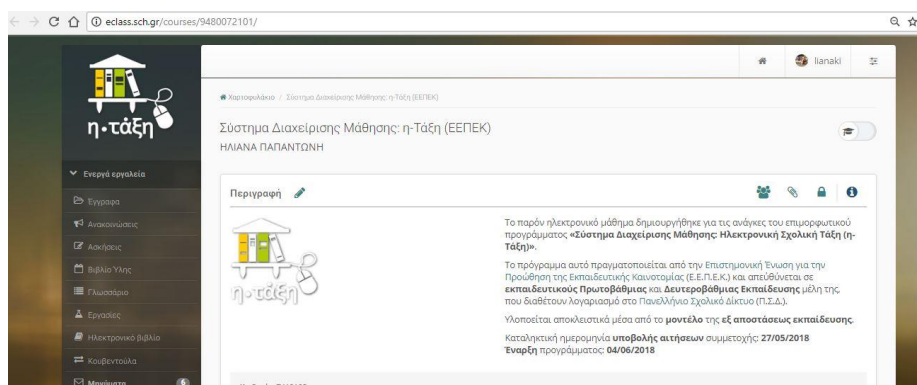 eclass.sch.gr/courses/9480072101/
lianaki
η•τάξη
Χαρτοφυλάκιο / Σύστημα Διαχείρισης Μάθησης: η-Τάξη (ΕΕΠΕΚ)
Σύστημα Διαχείρισης Μάθησης: η-Τάξη (ΕΕΠΕΚ)
ΗΛΙΑΝΑ ΠΑΠΑΝΤΩΝΗ
Ενεργά εργαλεία
Έγγραφα
Ανακοινώσεις
Ασκήσεις
Βιβλίο Ύλης
Γλωσσάριο
Εργασίες
Ηλεκτρονικό βιβλίο
Κουβεντούλα
Μηνύματα 6
Περιγραφή
η•τάξη
Το παρόν ηλεκτρονικό μάθημα δημιουργήθηκε για τις ανάγκες του επιμορφωτικού
προγράμματος «Σύστημα Διαχείρισης Μάθησης: Ηλεκτρονική Σχολική Τάξη (η-
Τάξη)».
Το πρόγραμμα αυτό πραγματοποιείται από την Επιστημονική Ένωση για την
Προώθηση της Εκπαιδευτικής Καινοτομίας (Ε.Ε.Π.Ε.Κ.) και απευθύνεται σε
εκπαιδευτικούς Πρωτοβάθμιας και Δευτεροβάθμιας Εκπαίδευσης μέλη της,
που διαθέτουν λογαριασμό στο Πανελλήνιο Σχολικό Δίκτυο (Π.Σ.Δ.).
Υλοποείται αποκλειστικά μέσα από το μοντέλο της εξ αποστάσεως εκπαίδευσης.
Καταληκτική ημερομηνία υποβολής αιτήσεων συμμετοχής: 27/05/2018
Έναρξη προγράμματος: 04/06/2018